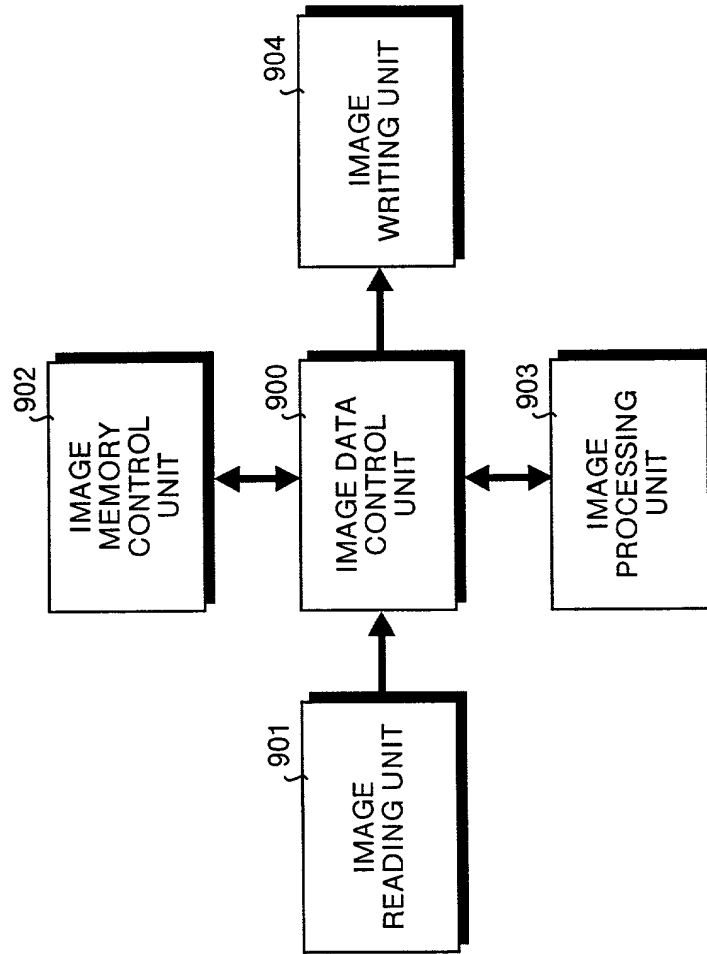 902
IMAGE
MEMORY
CONTROL
UNIT
901
IMAGE
READING UNIT
900
IMAGE DATA
CONTROL
UNIT
904
IMAGE
WRITING UNIT
903
IMAGE
PROCESSING
UNIT